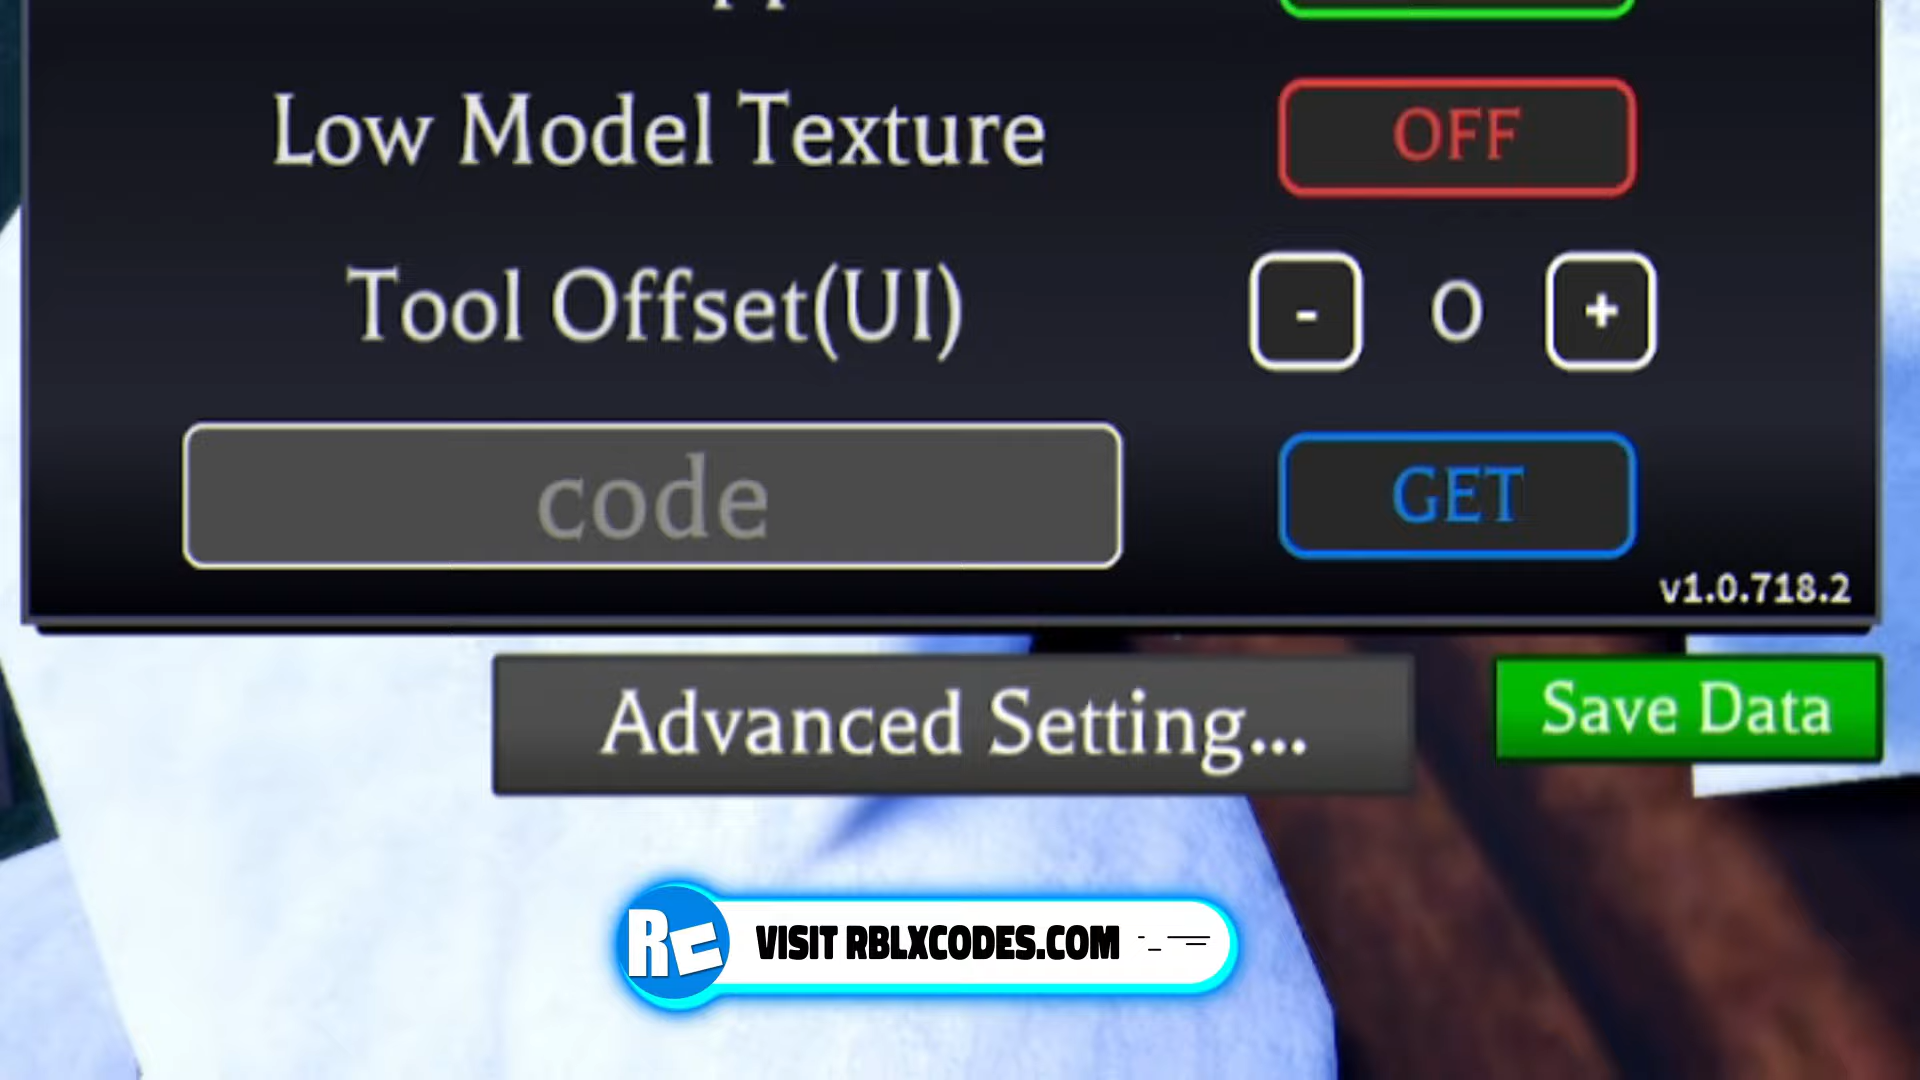 Low Model Texture OFF
Tool Offset(UI) - 0 +
code GET
v1.0.718.2
Advanced Setting... Save Data
RC VISIT RBLXCODES.COM